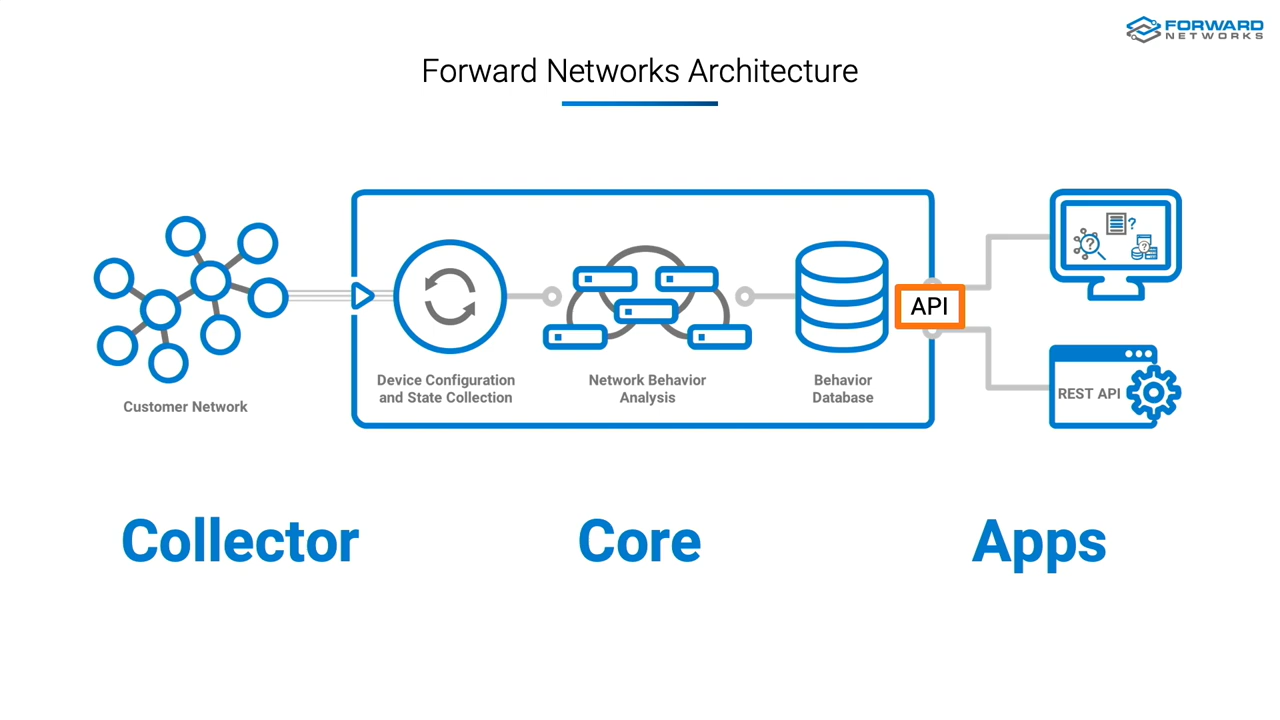 FORWARD
NETWORKS
Forward Networks Architecture
?
?
?
API
REST API
Device Configuration
and State Collection
Network Behavior
Analysis
Behavior
Database
Customer Network
Collector
Core
Apps